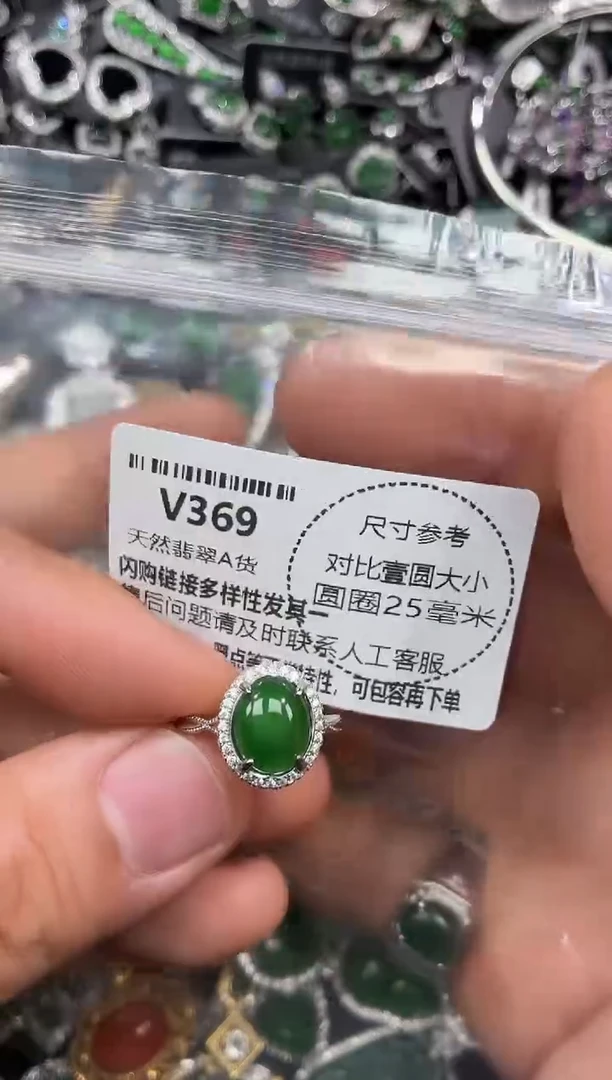 V369
天然翡翠A货
尺寸参考
对比壹圆大小
圆圈25毫米
闪购链接多样性发其一
后问题请及时联系人工客服
特性，可包容再下单